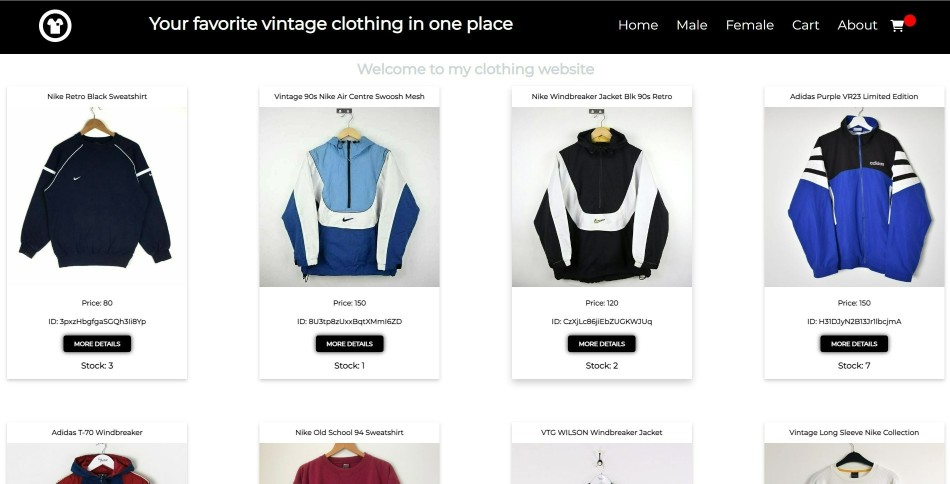 Your favorite vintage clothing in one place
Home Male Female Cart About
Welcome to my clothing website
Nike Retro Black Sweatshirt
Vintage 90s Nike Air Centre Swoosh Mesh
Nike Windbreaker Jacket Blk 90s Retro
Adidas Purple VR23 Limited Edition
adidas
Price: 80
Price: 150
Price: 120
Price: 150
ID: 3pxzHbgfgaSGQh3Ii8Yp
ID: 8U3tp8zUxxBqtXMmI6ZD
ID: CzXjLc86jiEbZUGKWJUq
ID: H31DJyN2B13Jr1lbcjmA
MORE DETAILS
MORE DETAILS
MORE DETAILS
MORE DETAILS
Stock: 3
Stock: 1
Stock: 2
Stock: 7
Adidas T-70 Windbreaker
Nike Old School 94 Sweatshirt
VTG WILSON Windbreaker Jacket
Vintage Long Sleeve Nike Collection